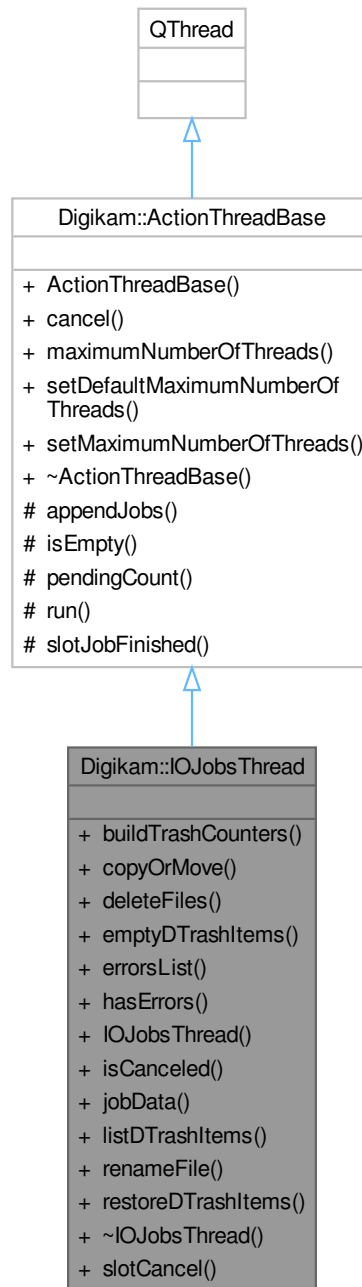 QThread
Digikam::ActionThreadBase
+ ActionThreadBase()
+ cancel()
+ maximumNumberOfThreads()
+ setDefaultMaximumNumberOf
Threads()
+ setMaximumNumberOfThreads()
+ ~ActionThreadBase()
# appendJobs()
# isEmpty()
# pendingCount()
# run()
# slotJobFinished()
Digikam::IOJobsThread
+ buildTrashCounters()
+ copyOrMove()
+ deleteFiles()
+ emptyDTrashItems()
+ errorsList()
+ hasErrors()
+ IOJobsThread()
+ isCanceled()
+ jobData()
+ listDTrashItems()
+ renameFile()
+ restoreDTrashItems()
+ ~IOJobsThread()
+ slotCancel()